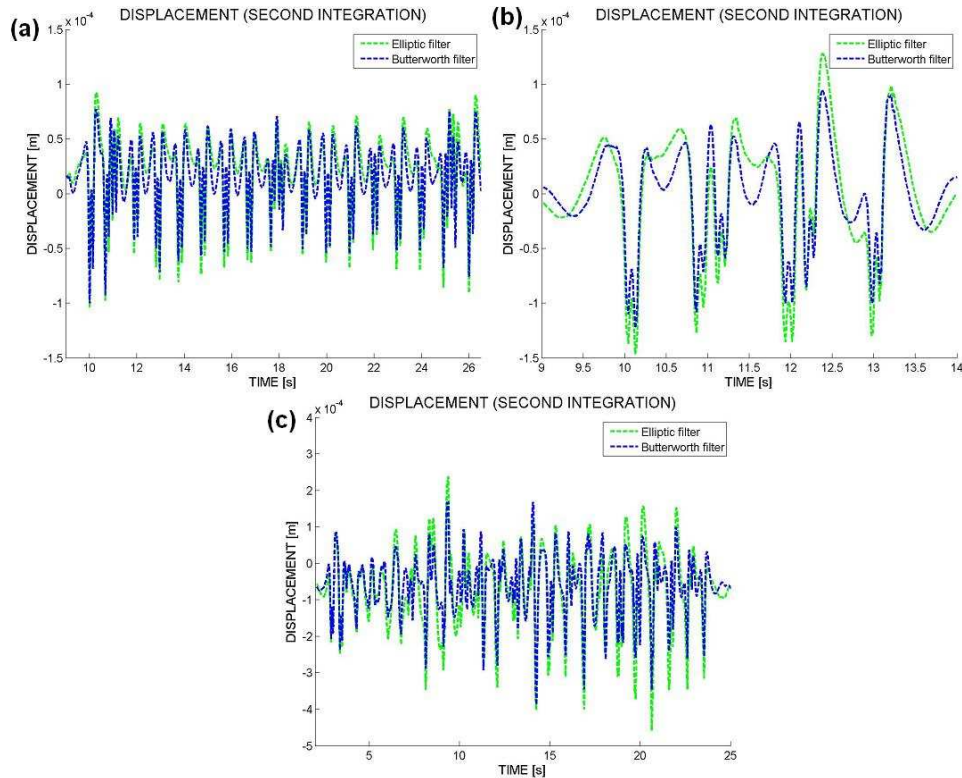 (a)
DISPLACEMENT (SECOND INTEGRATION)
x 10⁻⁴
Elliptic filter
Butterworth filter
1.5
1
0.5
0
-0.5
-1
-1.5
DISPLACEMENT [m]
10 12 14 16 18 20 22 24 26
TIME [s]
(b)
DISPLACEMENT (SECOND INTEGRATION)
x 10⁻⁴
Elliptic filter
Butterworth filter
1.5
1
0.5
0
-0.5
-1
-1.5
DISPLACEMENT [m]
9 9.5 10 10.5 11 11.5 12 12.5 13 13.5 14
TIME [s]
(c)
DISPLACEMENT (SECOND INTEGRATION)
x 10⁻⁴
Elliptic filter
Butterworth filter
4
3
2
1
0
-1
-2
-3
-4
-5
DISPLACEMENT [m]
5 10 15 20 25
TIME [s]